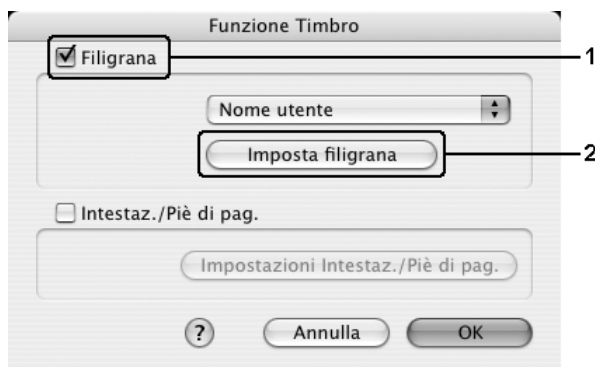 Funzione Timbro
Filigrana
1
Nome utente
Imposta filigrana
2
Intestaz./Piè di pag.
Impostazioni Intestaz./Piè di pag.
?
Annulla
OK